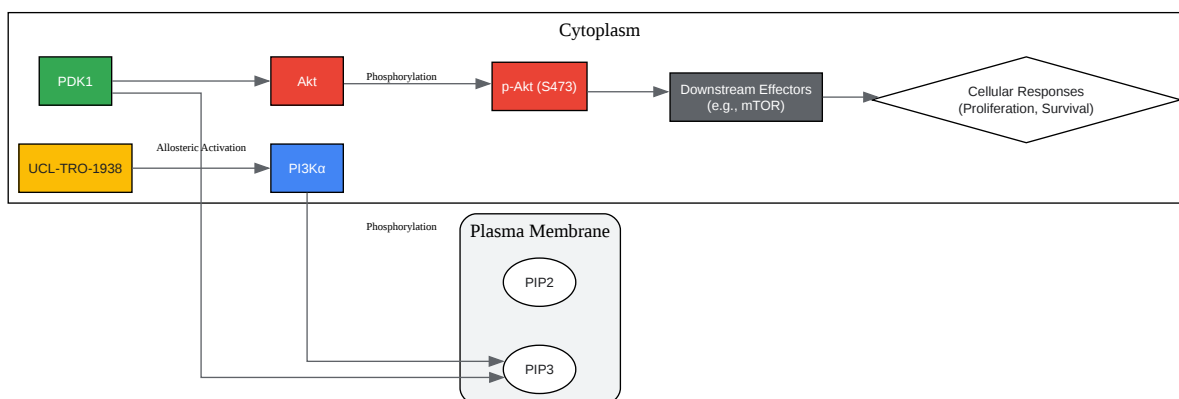 Cytoplasm
PDK1
Akt
Phosphorylation
p-Akt (S473)
Downstream Effectors
(e.g., mTOR)
Cellular Responses
(Proliferation, Survival)
UCL-TRO-1938
Allosteric Activation
PI3Kα
Phosphorylation
Plasma Membrane
PIP2
PIP3